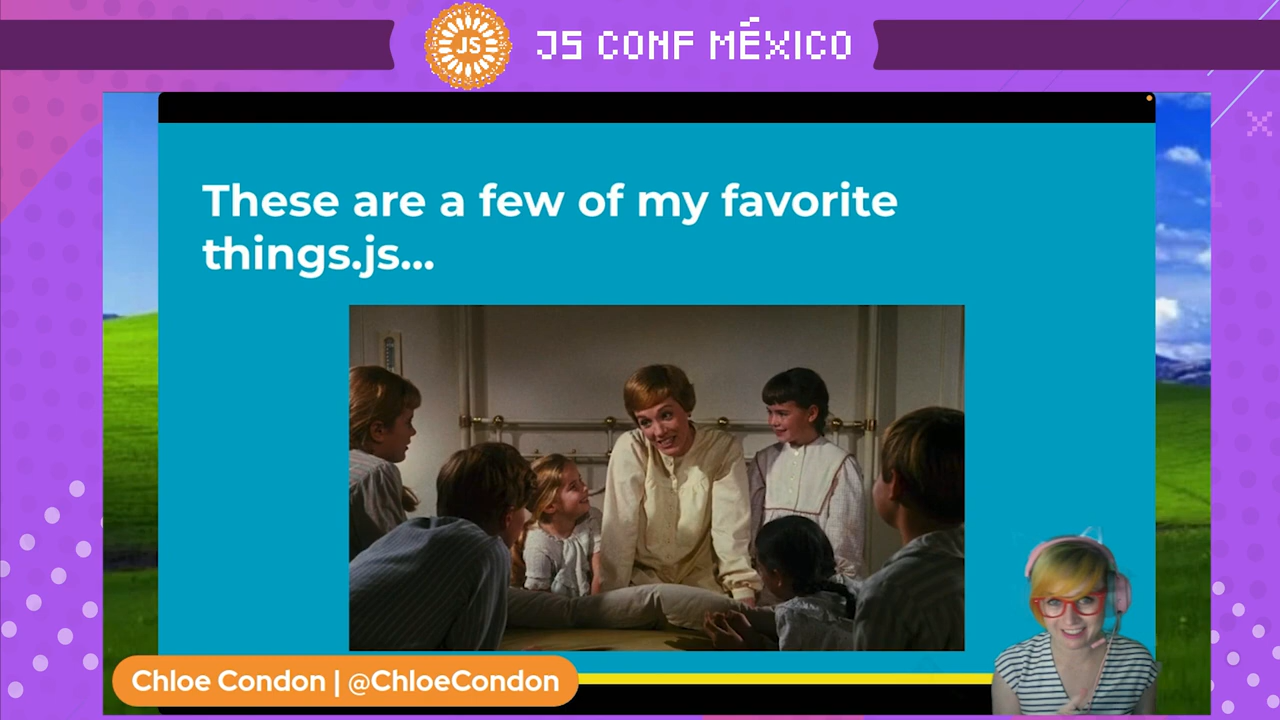 JS
JS CONF MÉXICO
These are a few of my favorite
things.js...
Chloe Condon | @ChloeCondon